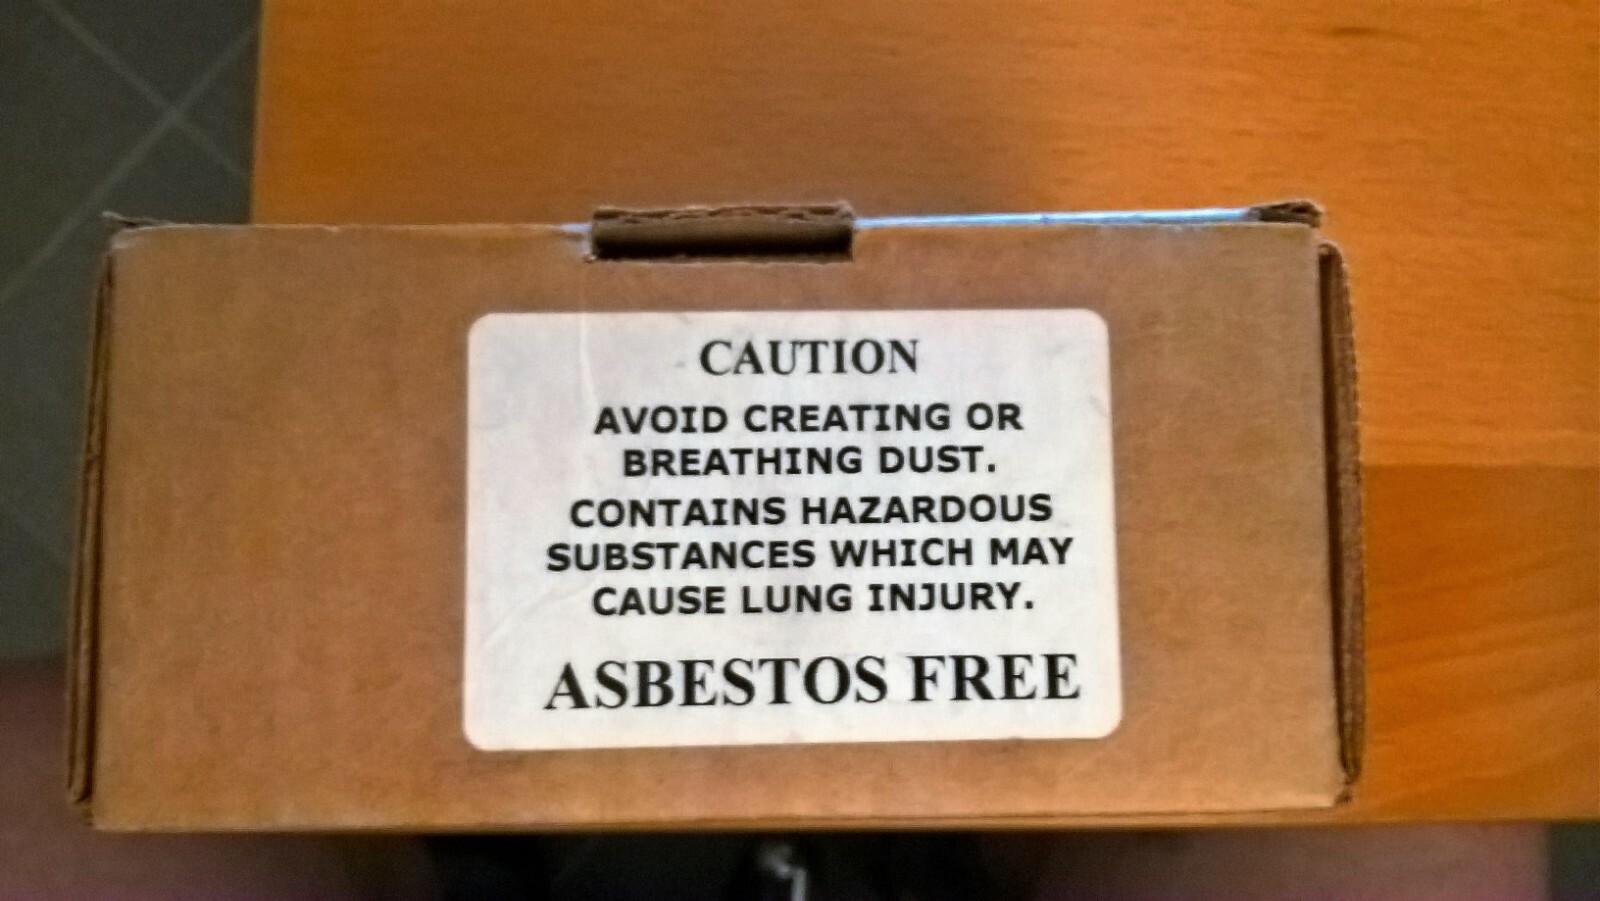 CAUTION
AVOID CREATING OR
BREATHING DUST.
CONTAINS HAZARDOUS
SUBSTANCES WHICH MAY
CAUSE LUNG INJURY.
ASBESTOS FREE